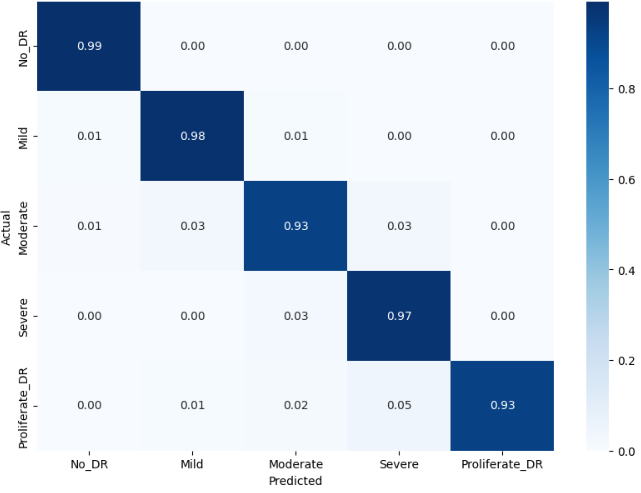 No_DR 0.99 0.00 0.00 0.00 0.00
Mild 0.01 0.98 0.01 0.00 0.00
Moderate 0.01 0.03 0.93 0.03 0.00
Severe 0.00 0.00 0.03 0.97 0.00
Proliferate_DR 0.00 0.01 0.02 0.05 0.93
Actual
No_DR Mild Moderate Severe Proliferate_DR
Predicted
0.8
0.6
0.4
0.2
0.0